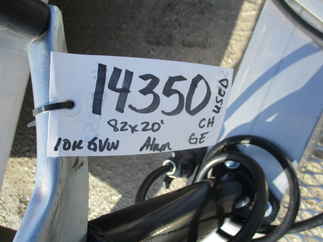 14350
USED
82x20' CH
10K GVW Alum GE